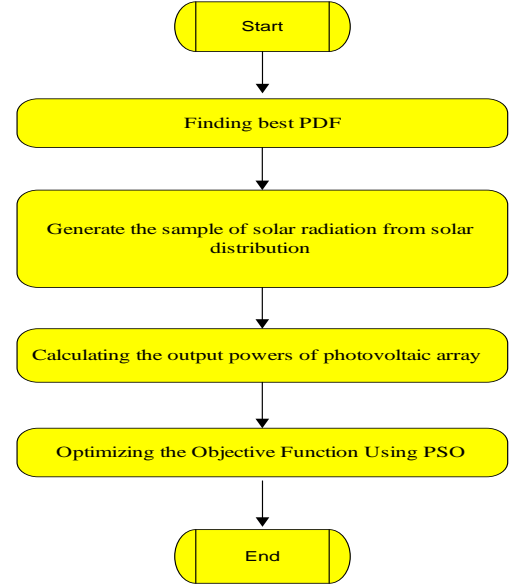 Start
Finding best PDF
Generate the sample of solar radiation from solar
distribution
Calculating the output powers of photovoltaic array
Optimizing the Objective Function Using PSO
End